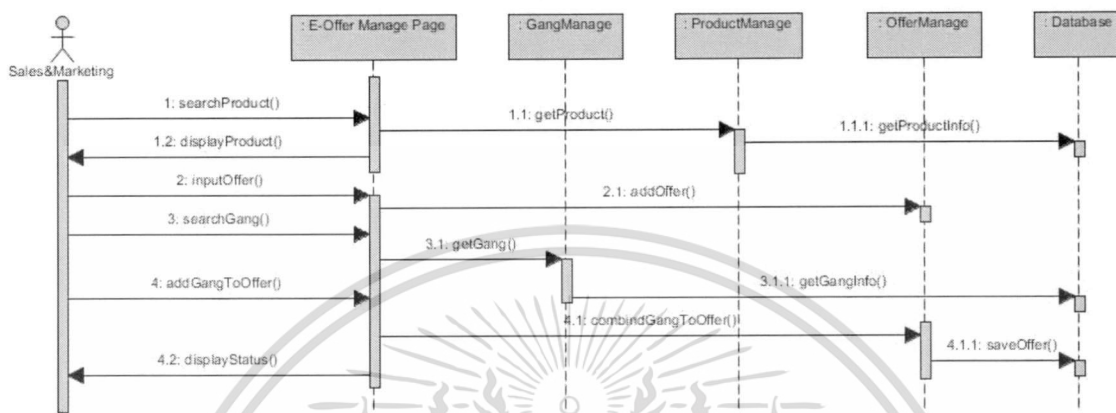 : E-Offer Manage Page
: GangManage
: ProductManage
: OfferManage
: Database
Sales&Marketing
1: searchProduct()
1.1: getProduct()
1.1.1: getProductInfo()
1.2: displayProduct()
2: inputOffer()
2.1: addOffer()
3: searchGang()
3.1: getGang()
3.1.1: getGangInfo()
4: addGangToOffer()
4.1: combindGangToOffer()
4.1.1: saveOffer()
4.2: displayStatus()